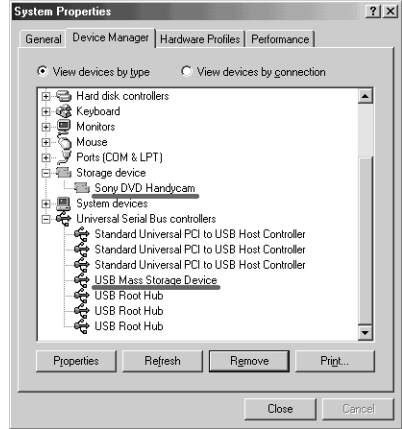 System Properties
General Device Manager Hardware Profiles Performance
View devices by type View devices by connection
Hard disk controllers
Keyboard
Monitors
Mouse
Ports (COM & LPT)
Storage device
Sony DVD Handycam
System devices
Universal Serial Bus controllers
Standard Universal PCI to USB Host Controller
Standard Universal PCI to USB Host Controller
Standard Universal PCI to USB Host Controller
USB Mass Storage Device
USB Root Hub
USB Root Hub
USB Root Hub
Properties Refresh Remove Print...
Close Cancel